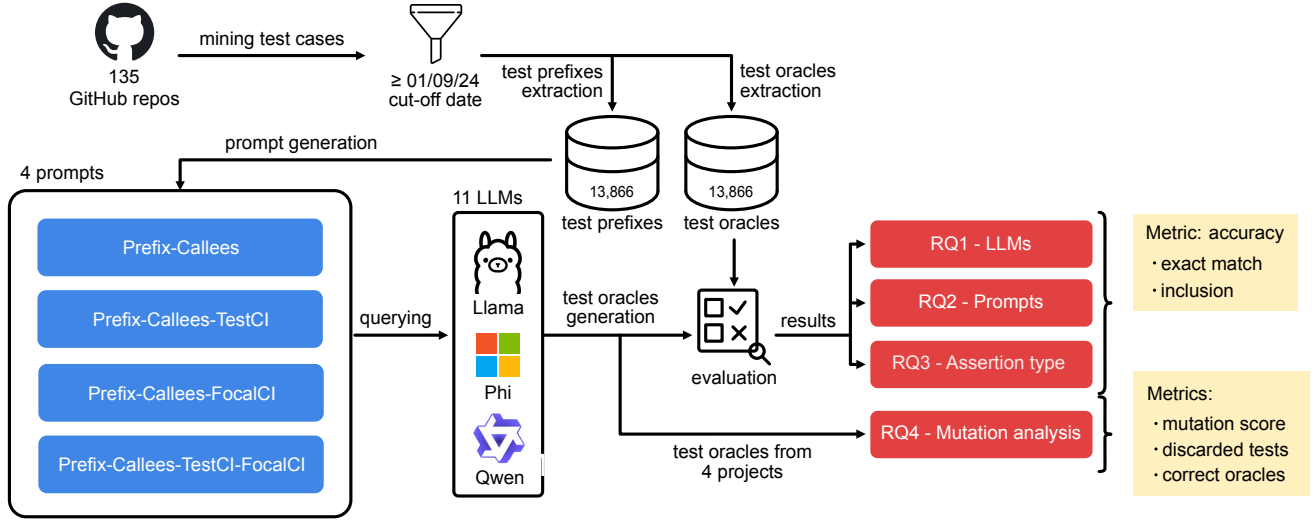 mining test cases
135
GitHub repos
≥ 01/09/24
cut-off date
test prefixes
extraction
test oracles
extraction
prompt generation
13,866
test prefixes
13,866
test oracles
4 prompts
Prefix-Callees
Prefix-Callees-TestCI
Prefix-Callees-FocalCI
Prefix-Callees-TestCI-FocalCI
querying
11 LLMs
Llama
Phi
Qwen
test oracles
generation
evaluation
results
test oracles from
4 projects
RQ1 - LLMs
RQ2 - Prompts
RQ3 - Assertion type
RQ4 - Mutation analysis
Metric: accuracy
· exact match
· inclusion
Metrics:
· mutation score
· discarded tests
· correct oracles